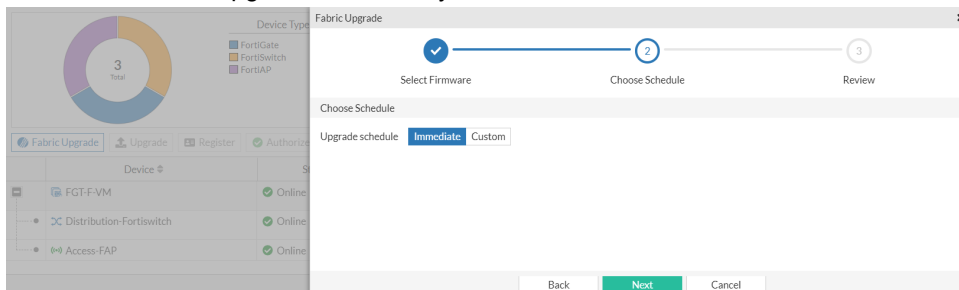 Device Type
FortiGate
FortiSwitch
FortiAP
3
Total
Fabric Upgrade
Upgrade
Register
Authorize
Device
FGT-F-VM
Online
Distribution-Fortiswitch
Online
Access-FAP
Online
Fabric Upgrade
2
3
Select Firmware
Choose Schedule
Review
Choose Schedule
Upgrade schedule
Immediate
Custom
Back
Next
Cancel